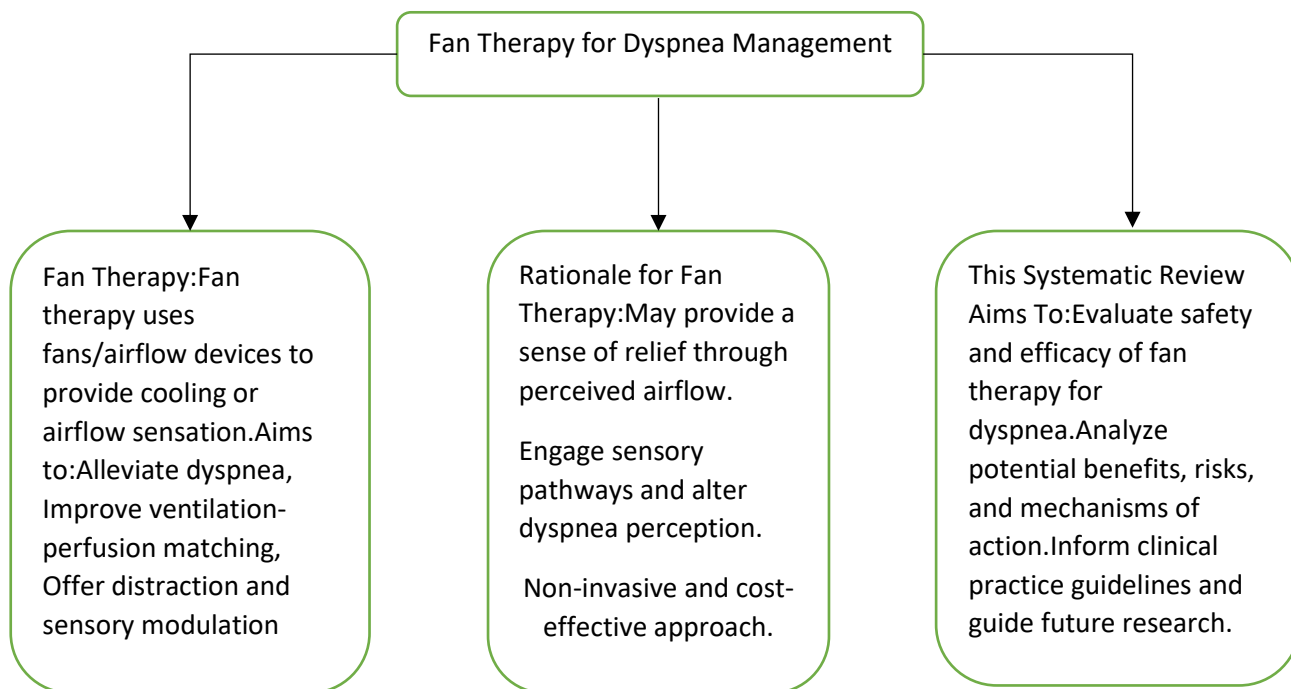 Fan Therapy for Dyspnea Management
Fan Therapy:Fan
therapy uses
fans/airflow devices to
provide cooling or
airflow sensation.Aims
to:Alleviate dyspnea,
Improve ventilation-
perfusion matching,
Offer distraction and
sensory modulation
Rationale for Fan
Therapy:May provide a
sense of relief through
perceived airflow.
Engage sensory
pathways and alter
dyspnea perception.
Non-invasive and cost-
effective approach.
This Systematic Review
Aims To:Evaluate safety
and efficacy of fan
therapy for
dyspnea.Analyze
potential benefits, risks,
and mechanisms of
action.Inform clinical
practice guidelines and
guide future research.